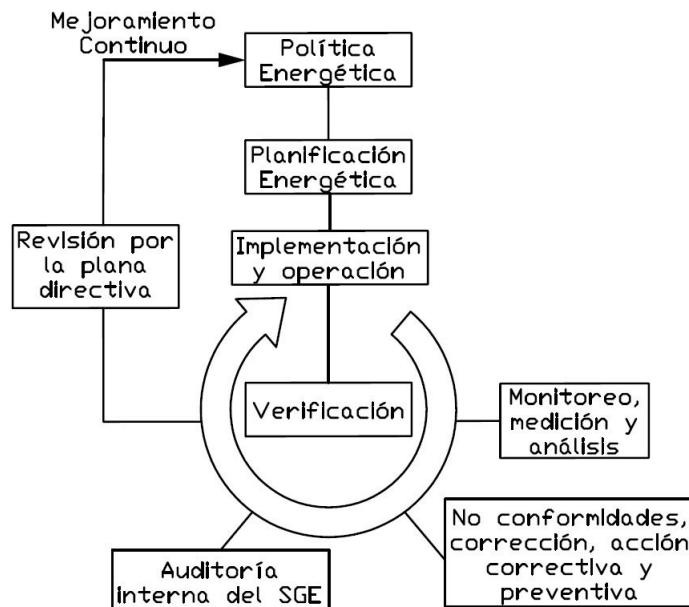 Mejoramiento
Continuo
Política
Energética
Planificación
Energética
Implementación
y operación
Revisión por
la plana
directiva
Verificación
Monitoreo,
medición y
análisis
No conformidades,
corrección, acción
correctiva y
preventiva
Auditoría
interna del SGE